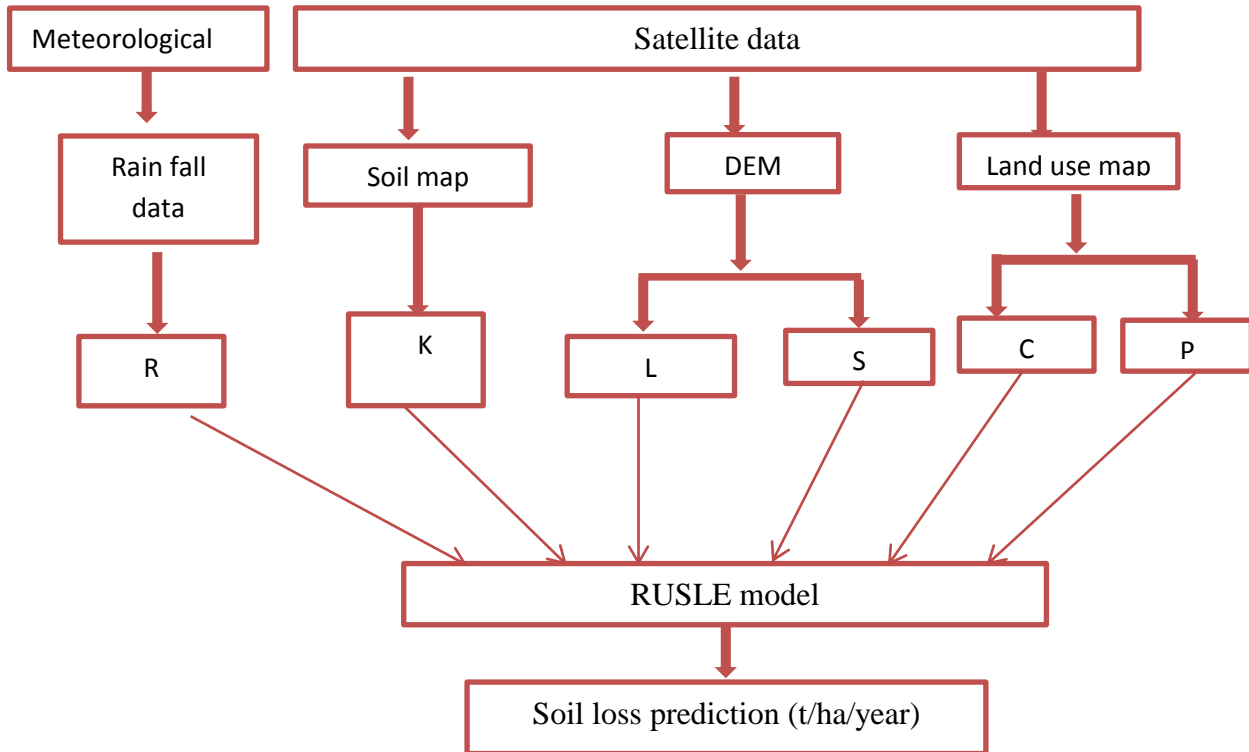 Meteorological
Satellite data
Rain fall
data
Soil map
DEM
Land use map
R
K
L
S
C
P
RUSLE model
Soil loss prediction (t/ha/year)